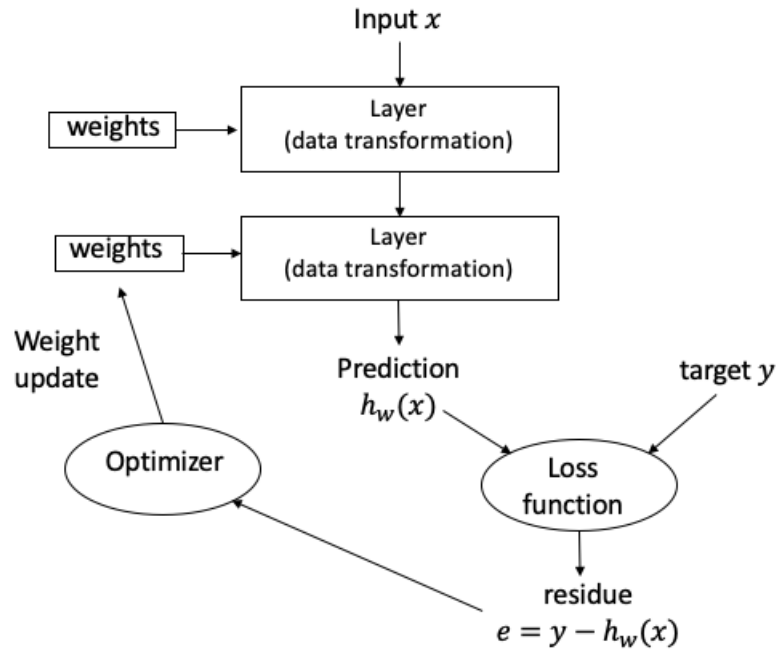 Input x
Layer
(data transformation)
weights
Layer
(data transformation)
weights
Weight
update
Prediction
h_w(x)
target y
Optimizer
Loss
function
residue
e = y − h_w(x)